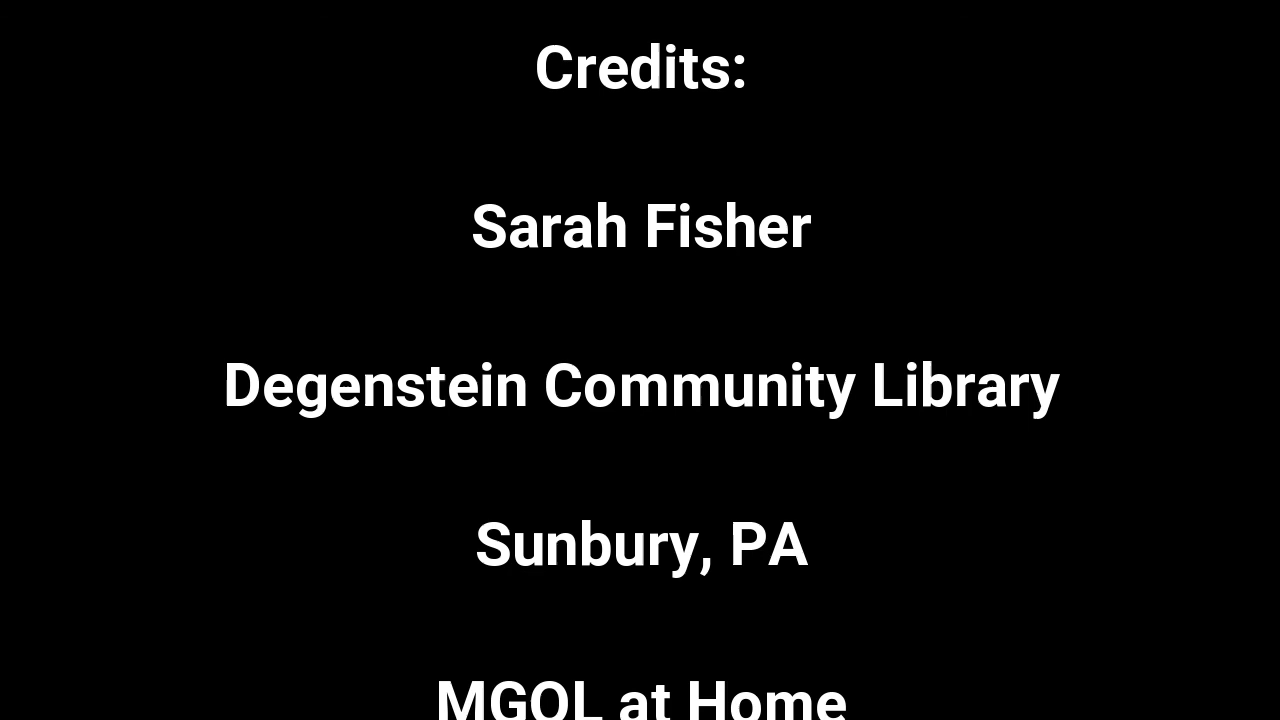 Credits:
Sarah Fisher
Degenstein Community Library
Sunbury, PA
MGOL at Home